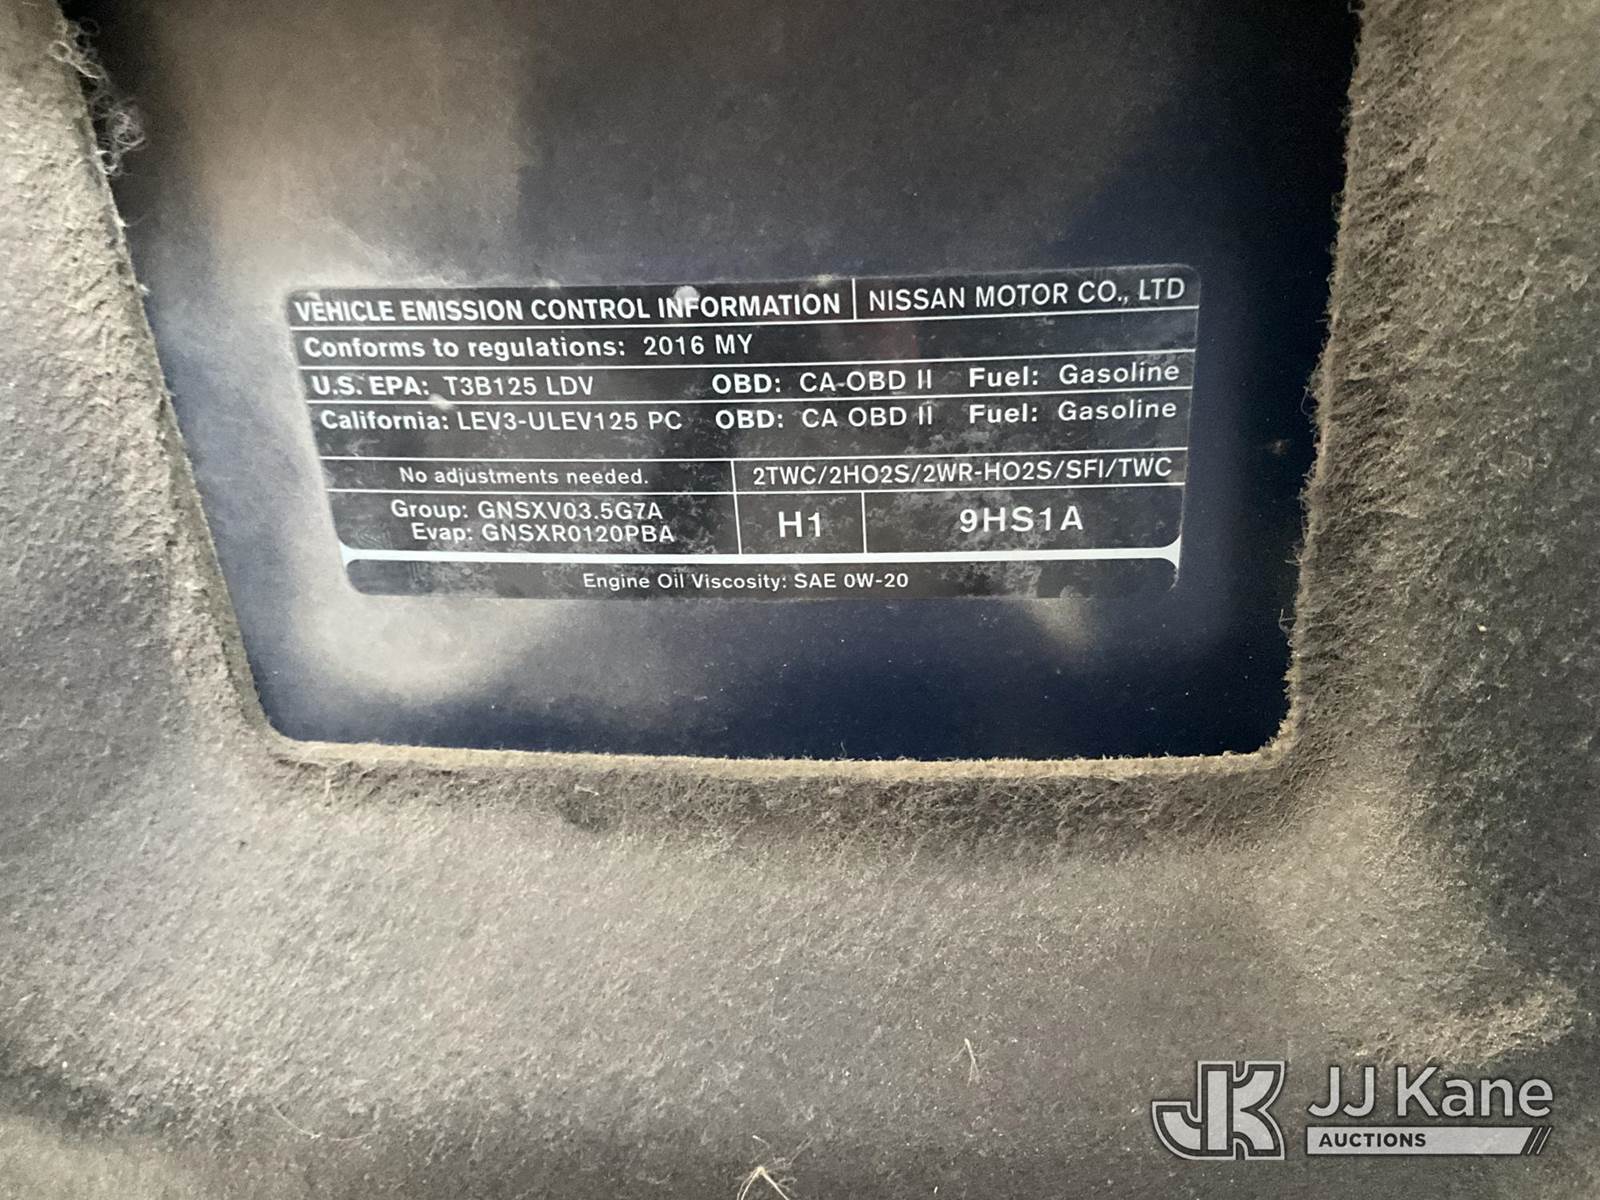 VEHICLE EMISSION CONTROL INFORMATION NISSAN MOTOR CO., LTD
Conforms to regulations: 2016 MY
U.S. EPA: T3B125 LDV OBD: CA-OBD II Fuel: Gasoline
California: LEV3-ULEV125 PC OBD: CA OBD II Fuel: Gasoline
No adjustments needed. 2TWC/2HO2S/2WR-HO2S/SFI/TWC
Group: GNSXV03.5G7A
Evap: GNSXR0120PBA
H1 9HS1A
Engine Oil Viscosity: SAE 0W-20
JK JJ Kane
AUCTIONS